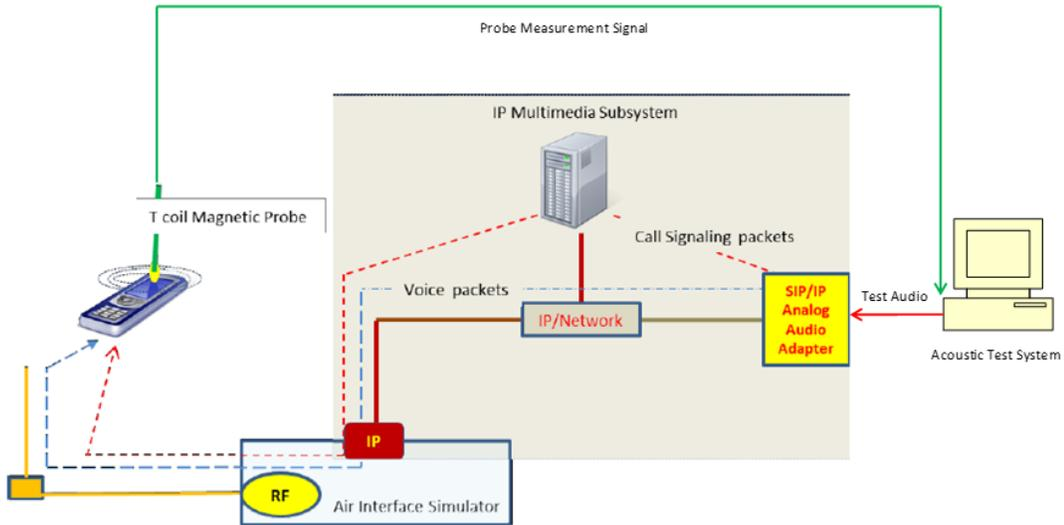 Probe Measurement Signal
IP Multimedia Subsystem
T coil Magnetic Probe
Call Signaling packets
Voice packets
IP/Network
SIP/IP
Analog
Audio
Adapter
Test Audio
Acoustic Test System
IP
RF
Air Interface Simulator